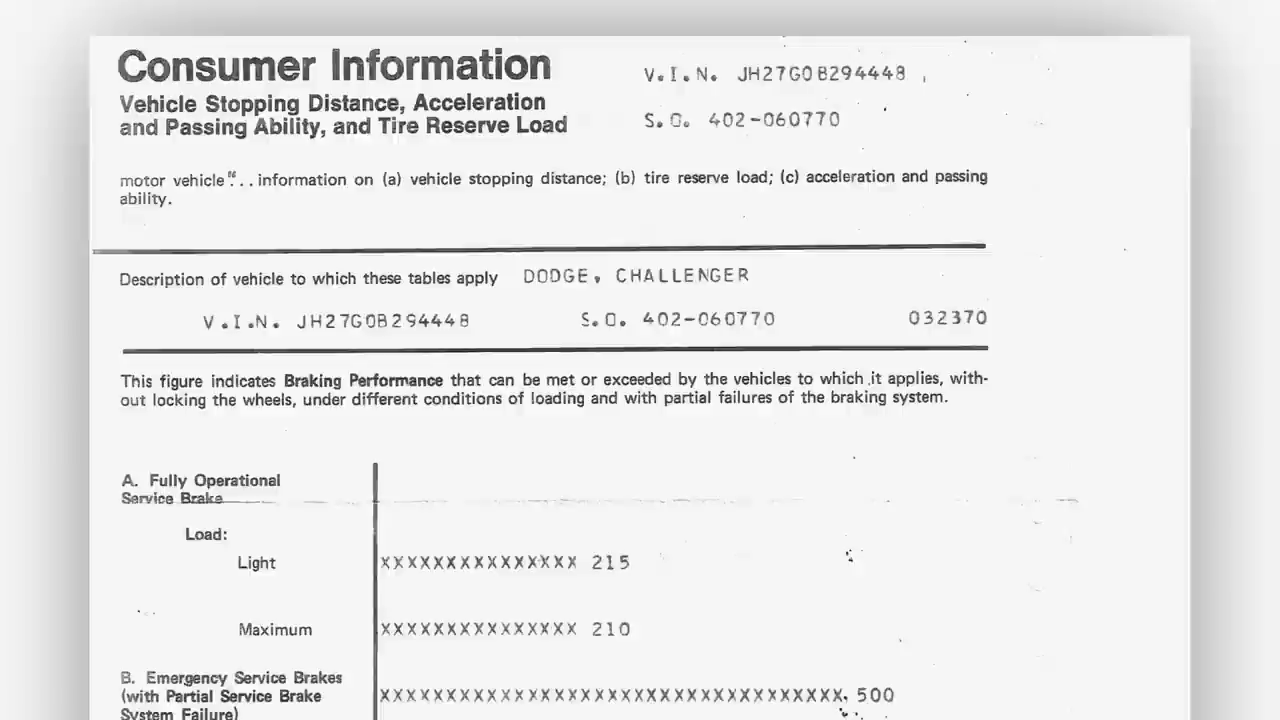 Consumer Information
Vehicle Stopping Distance, Acceleration
and Passing Ability, and Tire Reserve Load
V.I.N. JH27G0B294448
S.O. 402-060770
motor vehicle"... information on (a) vehicle stopping distance; (b) tire reserve load; (c) acceleration and passing
ability.
Description of vehicle to which these tables apply DODGE, CHALLENGER
V.I.N. JH27G0B294448 S.O. 402-060770 032370
This figure indicates Braking Performance that can be met or exceeded by the vehicles to which it applies, with-
out locking the wheels, under different conditions of loading and with partial failures of the braking system.
A. Fully Operational
Service Brake
Load:
Light XXXXXXXXXXXXXXX 215
Maximum XXXXXXXXXXXXXXX 210
B. Emergency Service Brakes
(with Partial Service Brake XXXXXXXXXXXXXXXXXXXXXXXXXXXXXXXXXXX. 500
System Failure)